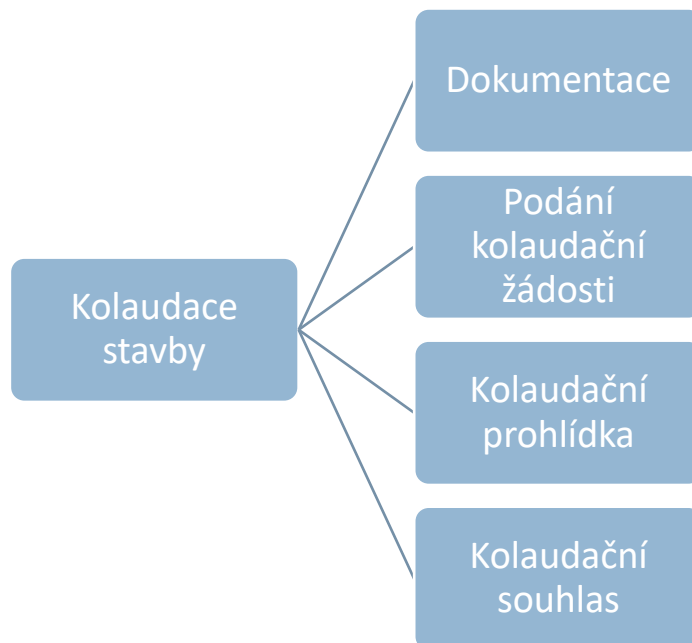 Dokumentace
Podání
kolaudační
žádosti
Kolaudace
stavby
Kolaudační
prohlídka
Kolaudační
souhlas